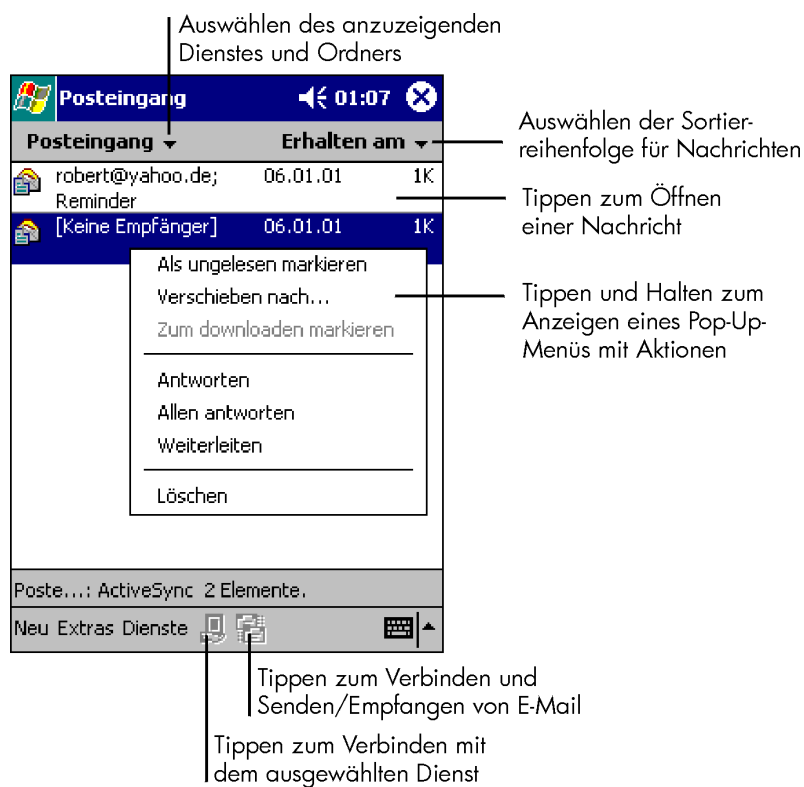 Auswählen des anzuzeigenden
Dienstes und Ordners
Posteingang 01:07
Posteingang Erhalten am
robert@yahoo.de; 06.01.01 1K
Reminder
[Keine Empfänger] 06.01.01 1K
Als ungelesen markieren
Verschieben nach...
Zum downloaden markieren
Antworten
Allen antworten
Weiterleiten
Löschen
Poste...: ActiveSync 2 Elemente.
Neu Extras Dienste
Auswählen der Sortier-
reihenfolge für Nachrichten
Tippen zum Öffnen
einer Nachricht
Tippen und Halten zum
Anzeigen eines Pop-Up-
Menüs mit Aktionen
Tippen zum Verbinden und
Senden/Empfangen von E-Mail
Tippen zum Verbinden mit
dem ausgewählten Dienst